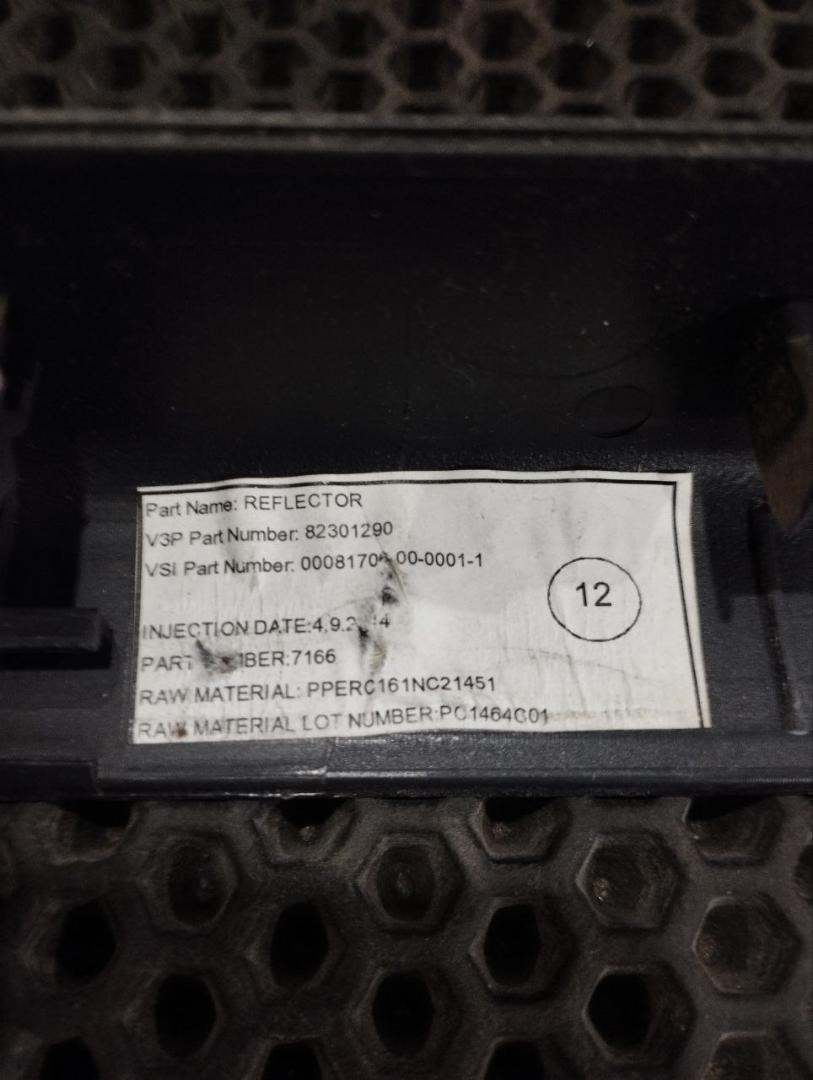 Part Name: REFLECTOR
V3P Part Number: 82301290
VSI Part Number:
12
INJECTION DATE:
PART
RAW MATERIAL: PPERC161NC21451
RAW MATERIAL LOT NUMBER:PC1464C01